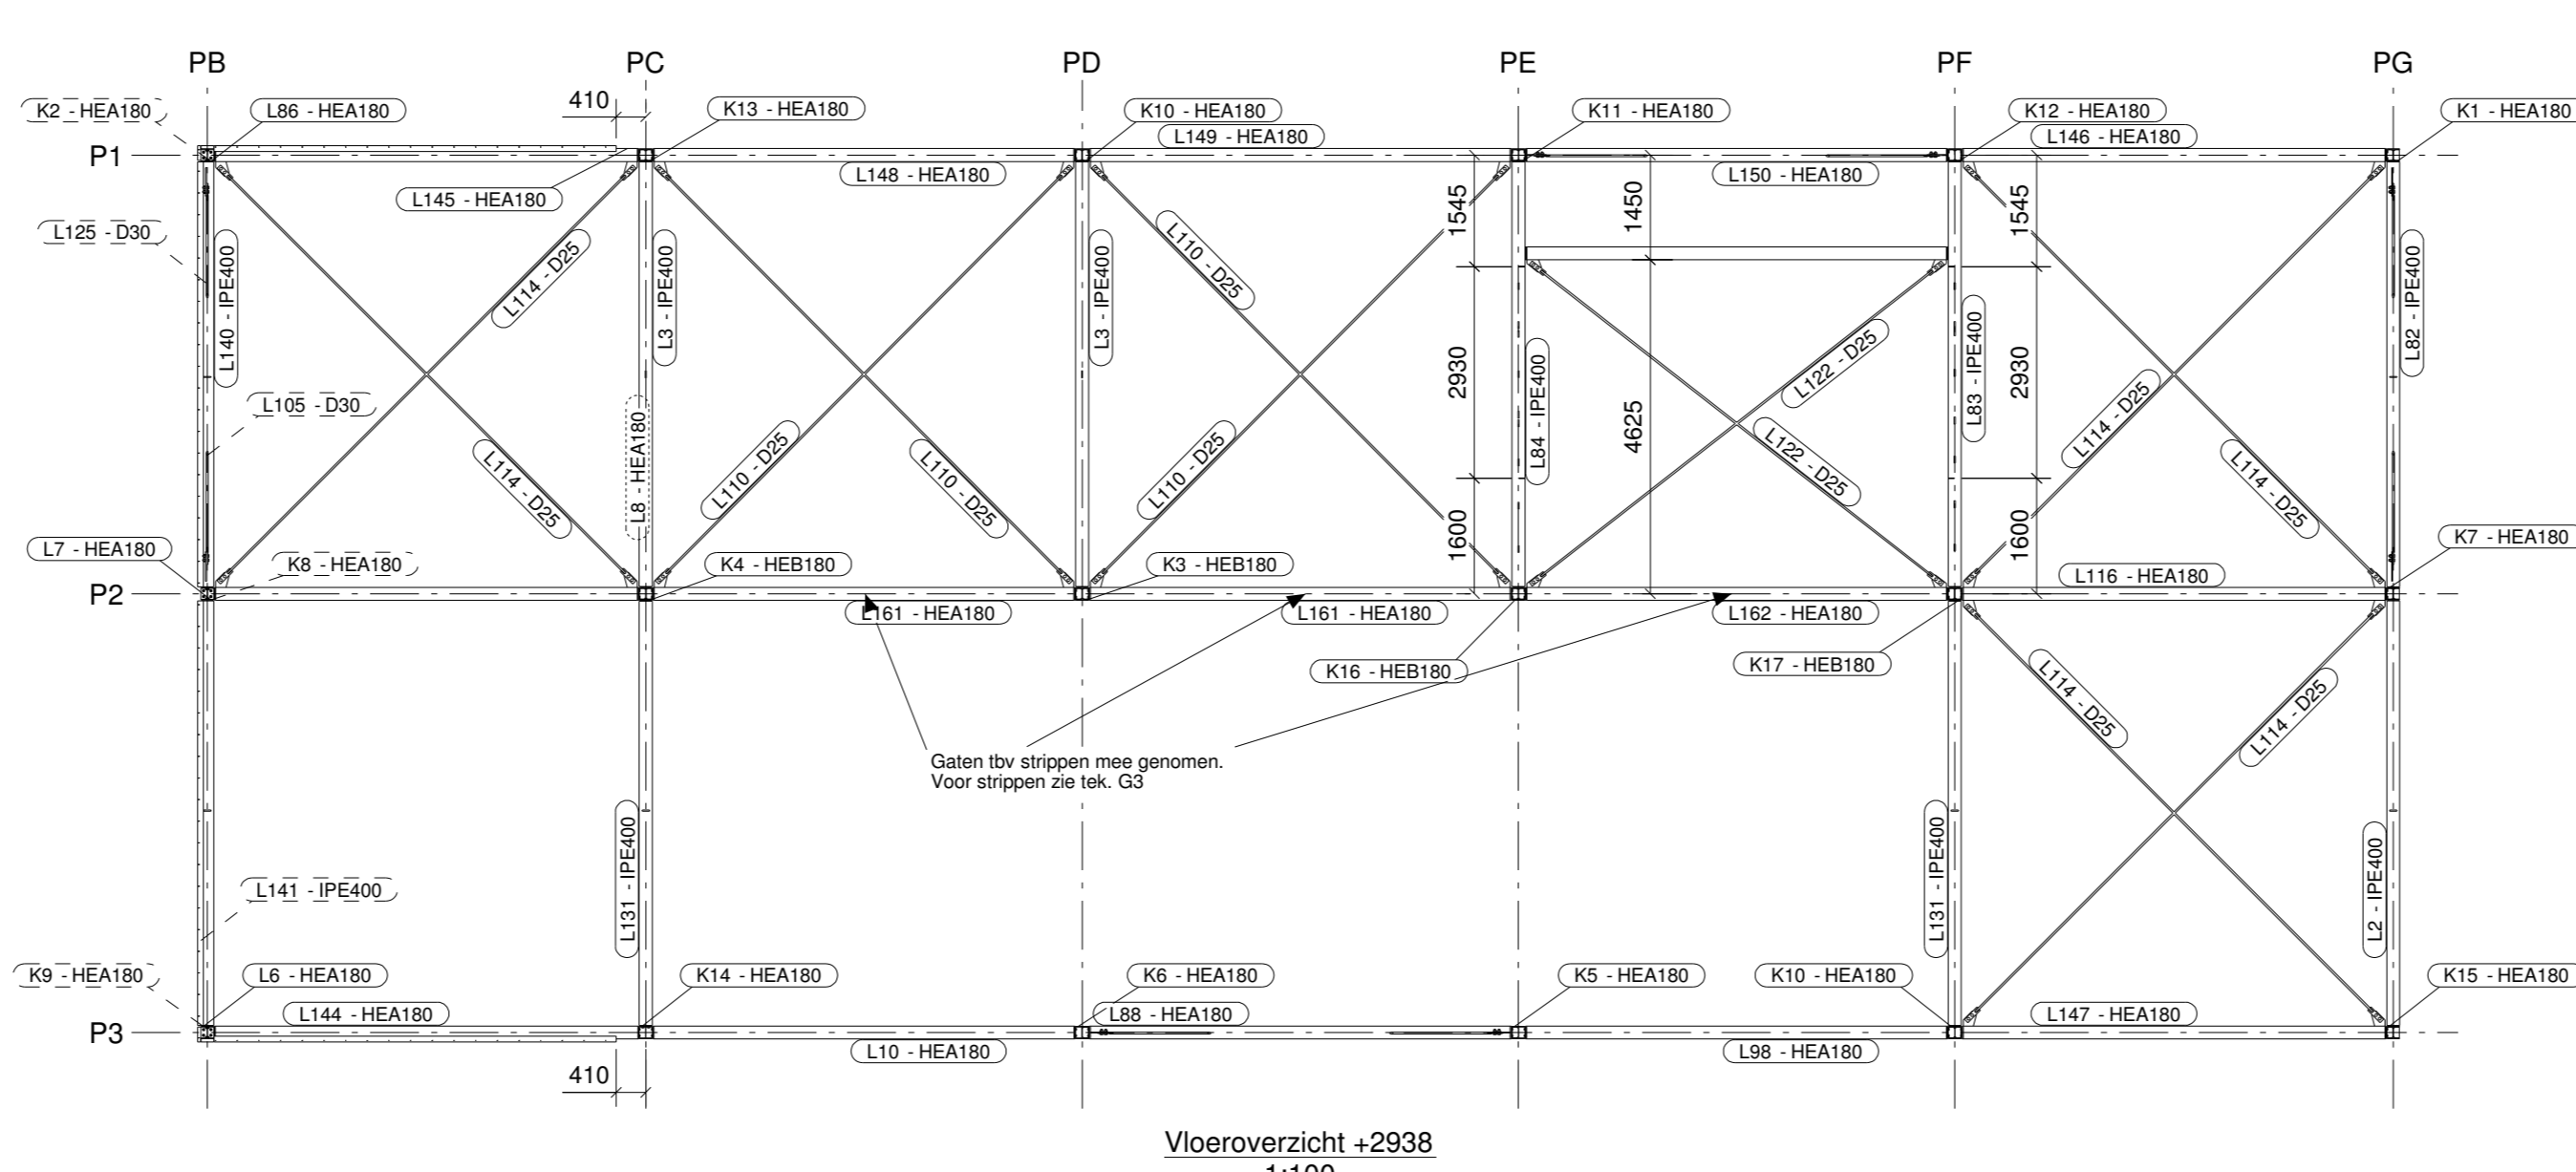 PB
PC
PD
PE
PF
PG
K2 - HEA180
L86 - HEA180
410
K13 - HEA180
K10 - HEA180
L149 - HEA180
K11 - HEA180
K12 - HEA180
L146 - HEA180
K1 - HEA180
P1
L145 - HEA180
L148 - HEA180
L150 - HEA180
L125 - D30
L140 - IPE400
L114 - D25
L3 - IPE400
L3 - IPE400
L110 - D25
1545
1450
1545
L82 - IPE400
L105 - D30
L8 - HEA180
2930
4625
L84 - IPE400
L122 - D25
L83 - IPE400
2930
L114 - D25
L114 - D25
L110 - D25
L110 - D25
L110 - D25
L122 - D25
L114 - D25
1600
1600
L7 - HEA180
K8 - HEA180
K4 - HEB180
K3 - HEB180
L116 - HEA180
K7 - HEA180
P2
L161 - HEA180
L161 - HEA180
L162 - HEA180
K16 - HEB180
K17 - HEB180
L114 - D25
L114 - D25
Gaten tbv strippen mee genomen.
Voor strippen zie tek. G3
L141 - IPE400
L131 - IPE400
L131 - IPE400
L2 - IPE400
K9 - HEA180
L6 - HEA180
K14 - HEA180
K6 - HEA180
K5 - HEA180
K10 - HEA180
K15 - HEA180
L144 - HEA180
L88 - HEA180
L147 - HEA180
P3
L10 - HEA180
L98 - HEA180
410
Vloeroverzicht +2938
1:100